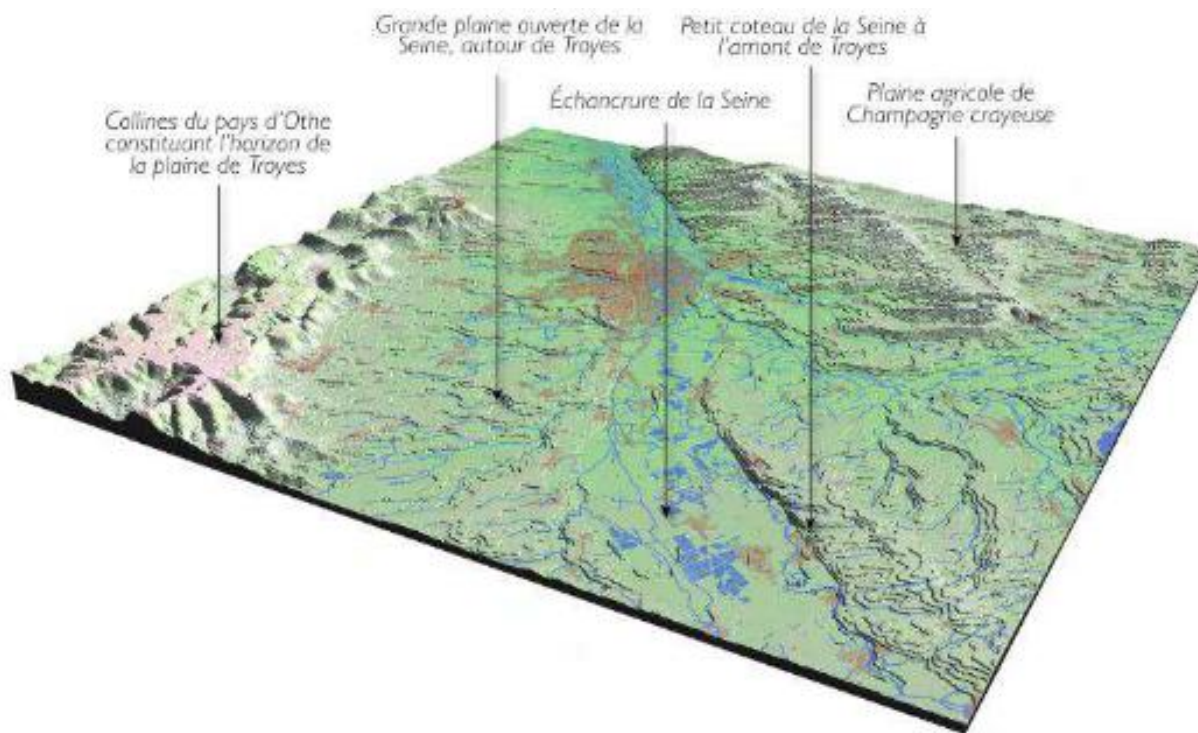 Grande plaine ouverte de la
Seine, autour de Troyes
Petit coteau de la Seine à
l'amont de Troyes
Échancrure de la Seine
Plaine agricole de
Champagne crayeuse
Collines du pays d'Othe
constituant l'horizon de
la plaine de Troyes